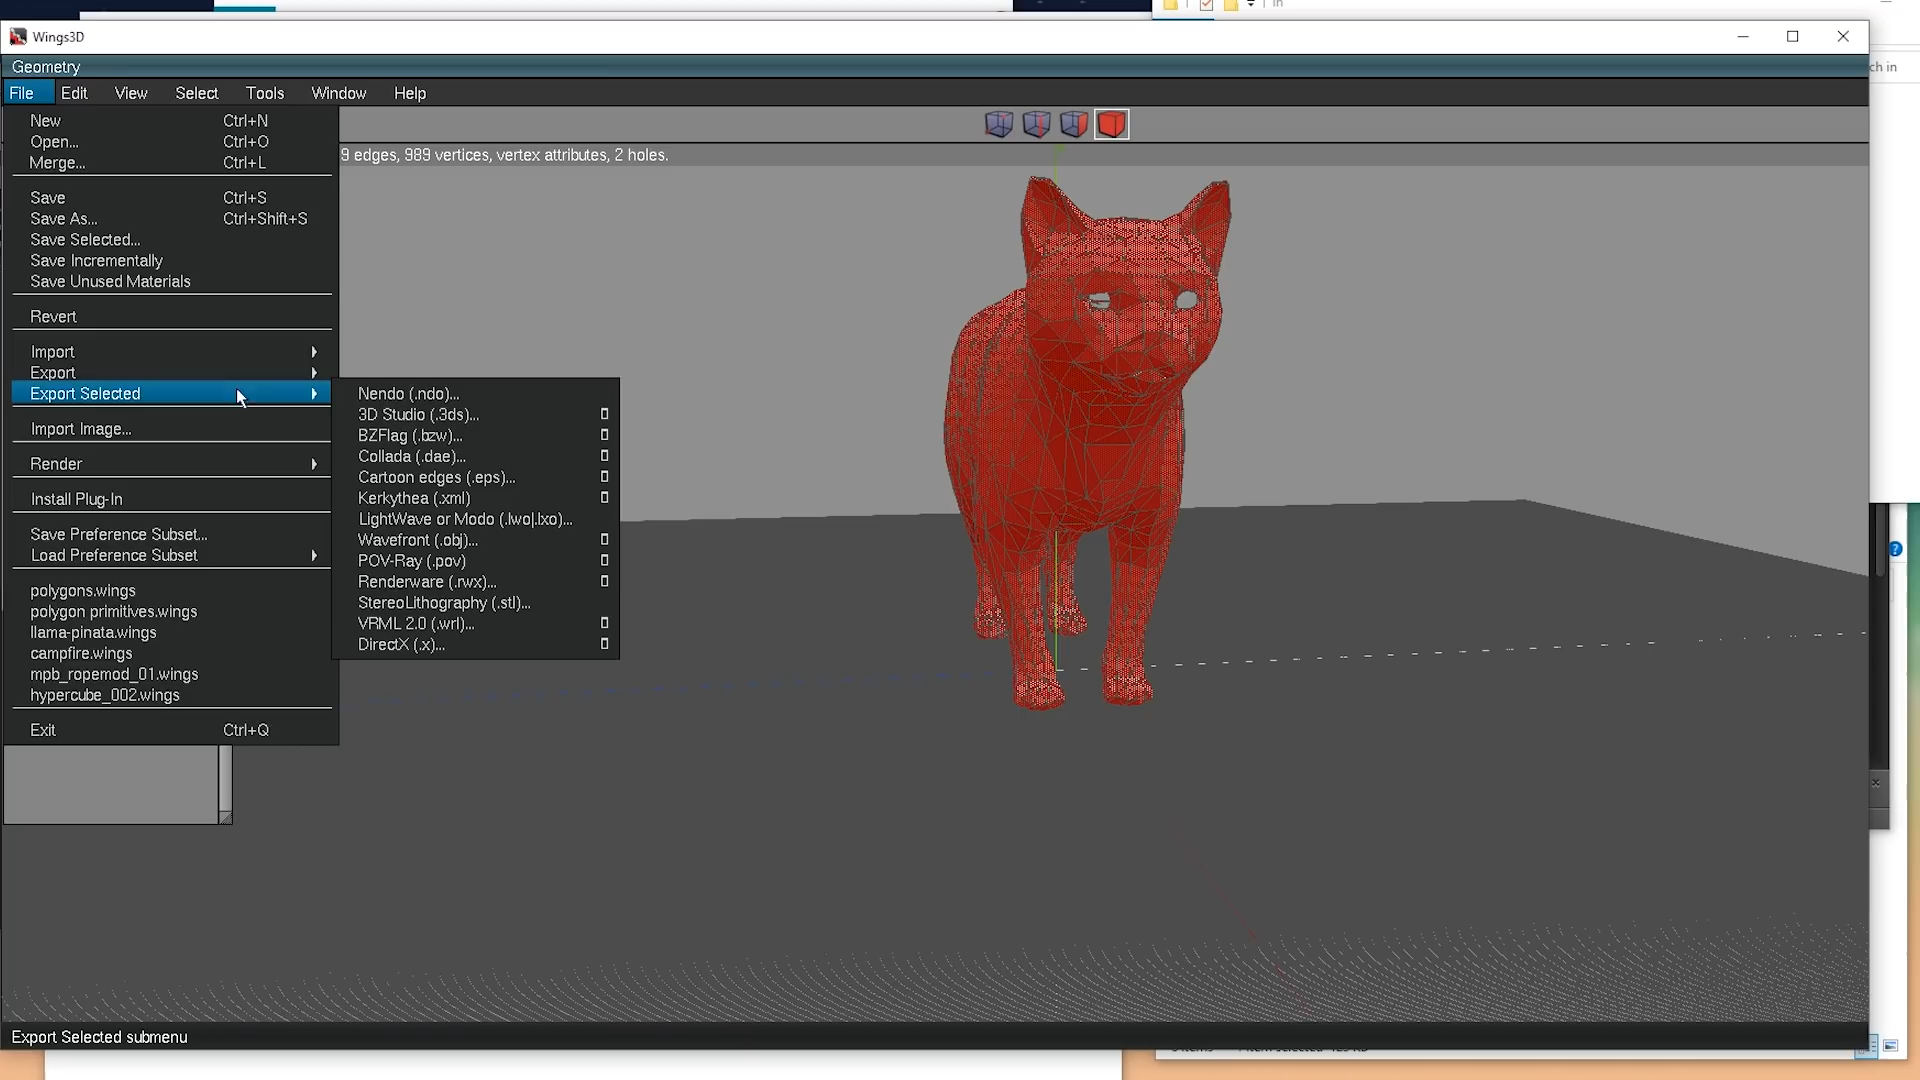 in
Wings3D
Geometry
ch in
File Edit View Select Tools Window Help
New Ctrl+N
Open... Ctrl+O
Merge... Ctrl+L
9 edges, 989 vertices, vertex attributes, 2 holes.
Save Ctrl+S
Save As... Ctrl+Shift+S
Save Selected...
Save Incrementally
Save Unused Materials
Revert
Import
Export
Export Selected
Import Image...
Render
Install Plug-In
Save Preference Subset...
Load Preference Subset
polygons.wings
polygon primitives.wings
llama-pinata.wings
campfire.wings
mpb_ropemod_01.wings
hypercube_002.wings
Exit Ctrl+Q
Nendo (.ndo)...
3D Studio (.3ds)...
BZFlag (.bzw)...
Collada (.dae)...
Cartoon edges (.eps)...
Kerkythea (.xml)
LightWave or Modo (.lwo|.lxo)...
Wavefront (.obj)...
POV-Ray (.pov)
Renderware (.rwx)...
StereoLithography (.stl)...
VRML 2.0 (.wrl)...
DirectX (.x)...
Export Selected submenu